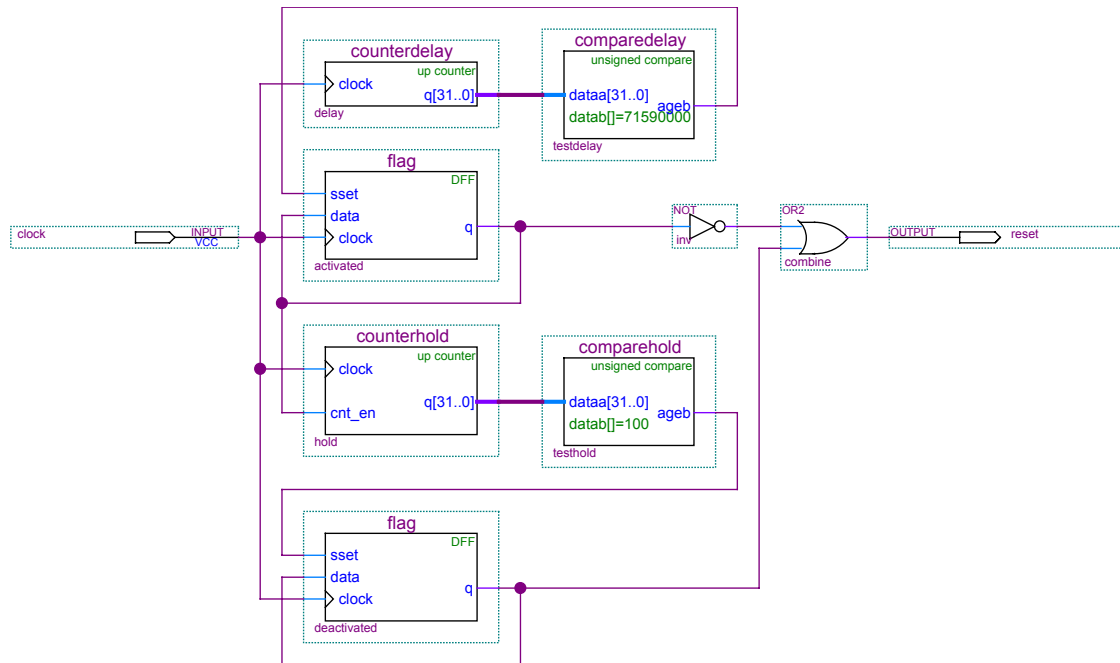 counterdelay
up counter
clock
q[31..0]
delay
comparedelay
unsigned compare
dataa[31..0]
ageb
datab[]=71590000
testdelay
flag
DFF
sset
data
clock
q
activated
clock
INPUT
VCC
NOT
inv
OR2
combine
OUTPUT
reset
counterhold
up counter
clock
q[31..0]
cnt_en
hold
comparehold
unsigned compare
dataa[31..0]
ageb
datab[]=100
testhold
flag
DFF
sset
data
clock
q
deactivated